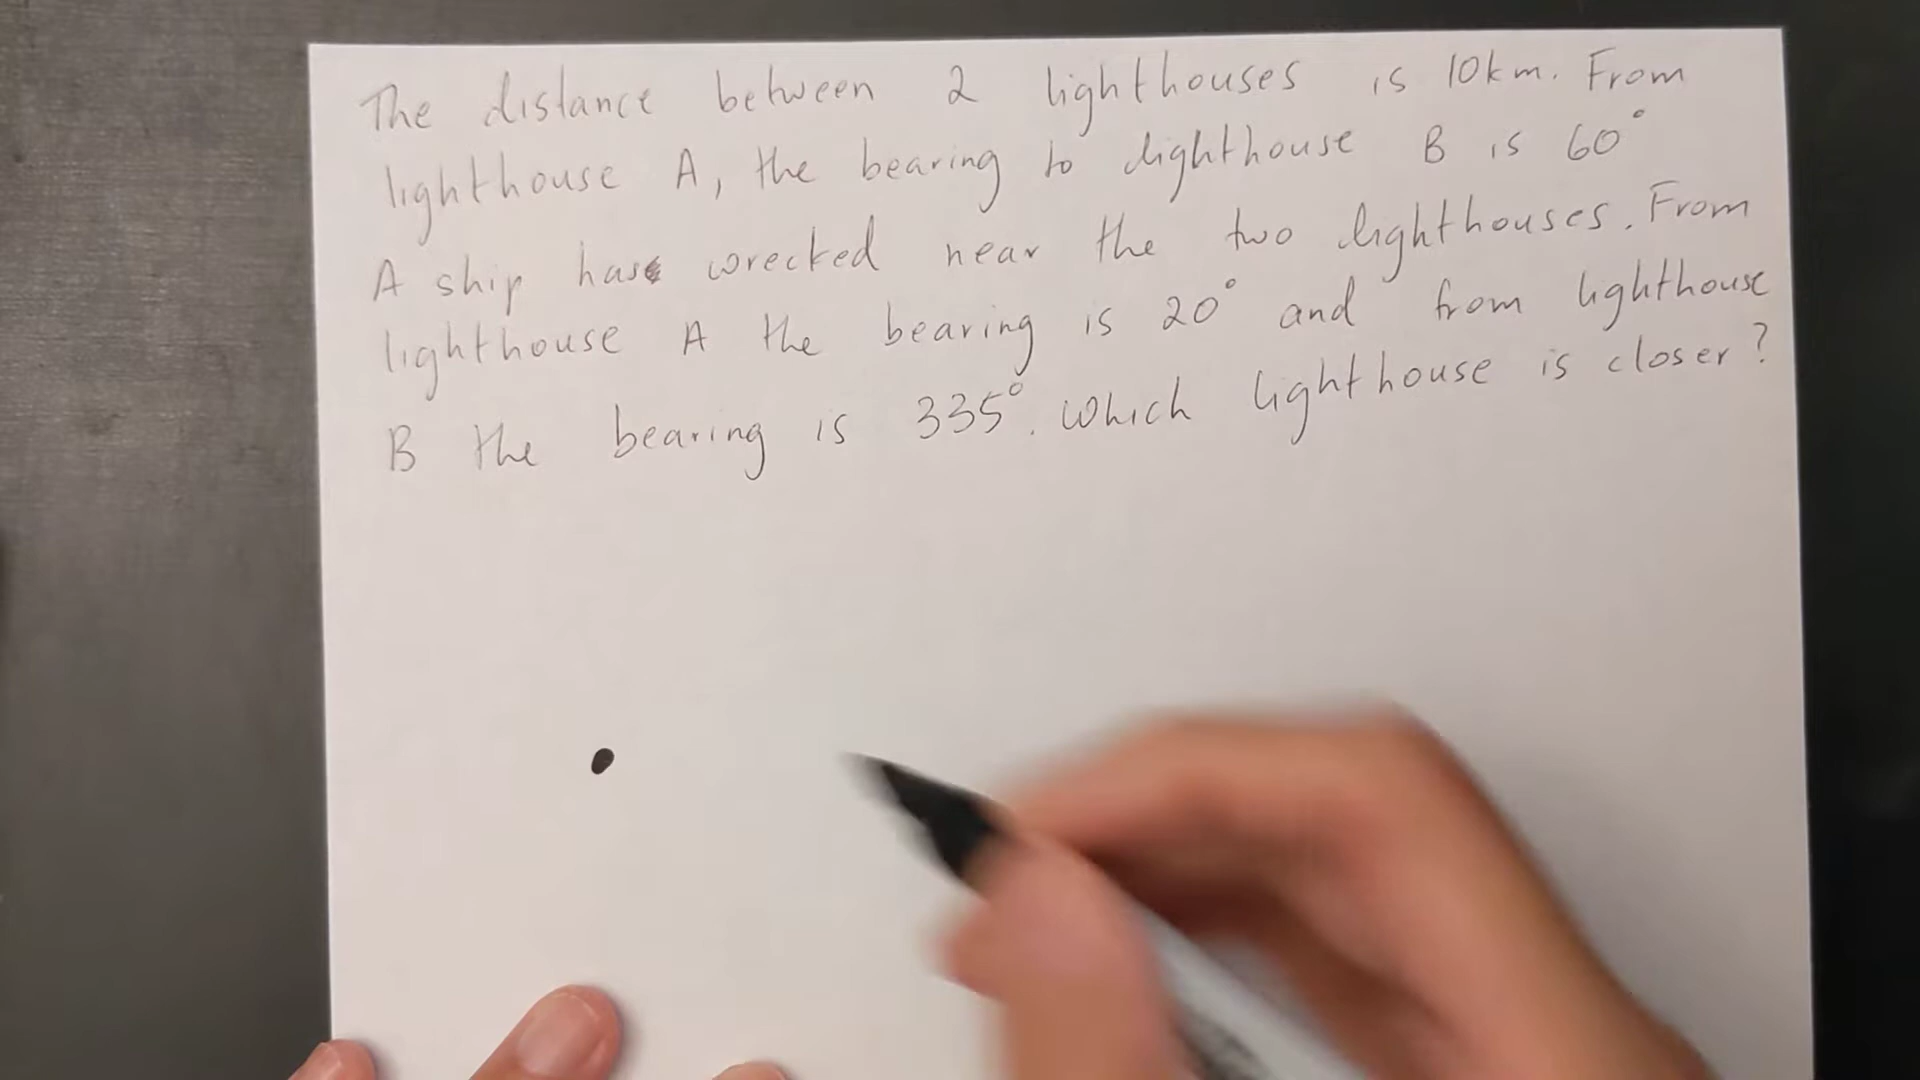 The distance between 2 lighthouses is 10km. From
lighthouse A, the bearing to lighthouse B is 60°
A ship has wrecked near the two lighthouses. From
lighthouse A the bearing is 20° and from lighthouse
B the bearing is 335°. Which lighthouse is closer?